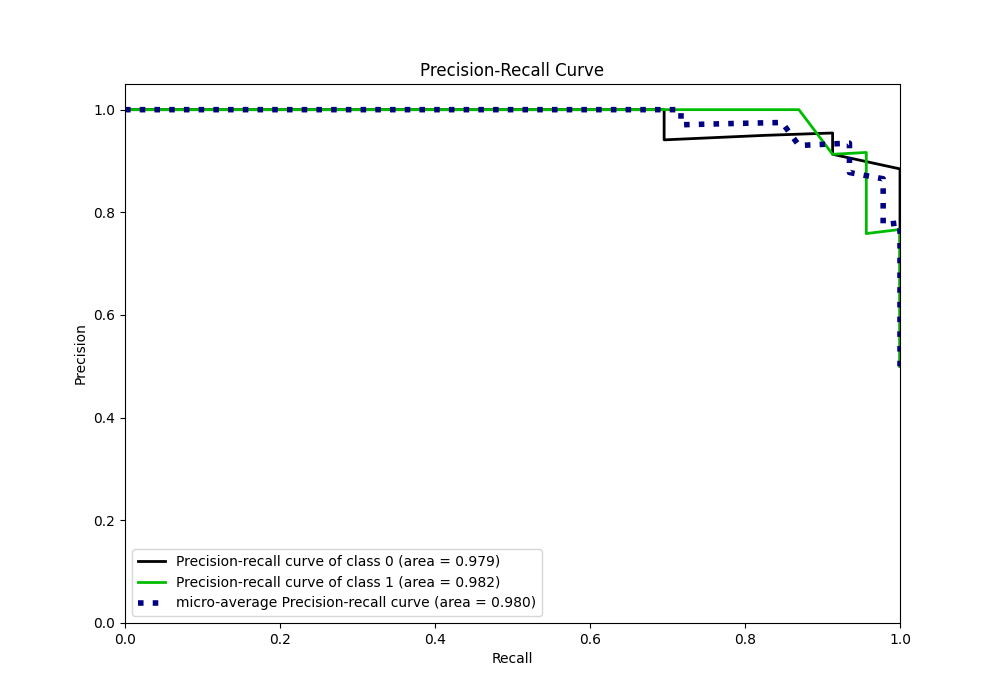 Precision-Recall Curve
1.0
0.8
0.6
0.4
0.2
0.0
Precision
Precision-recall curve of class 0 (area = 0.979)
Precision-recall curve of class 1 (area = 0.982)
micro-average Precision-recall curve (area = 0.980)
0.0 0.2 0.4 0.6 0.8 1.0
Recall